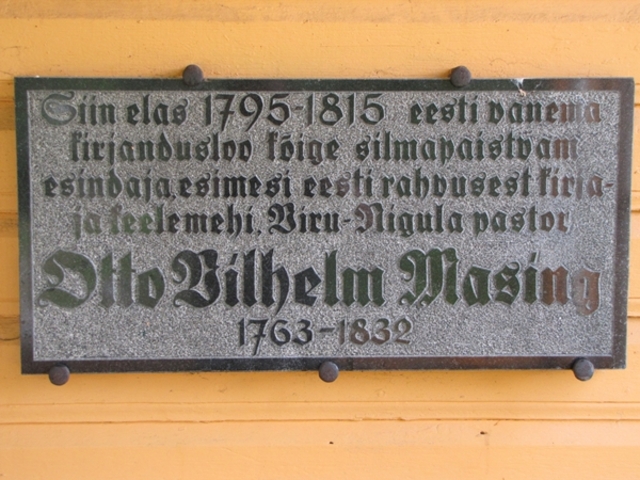 Siin elas 1795-1815 eesti vanema
kirjandusloo kõige silmapaistvam
esindaja, esimesi eesti rahvusest kirja-
ja keelemehi, Viru-Nigula pastor
Otto Vilhelm Masing
1763-1832